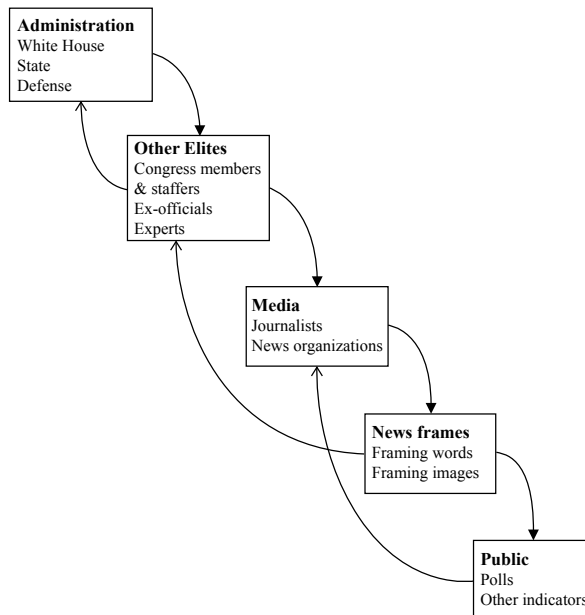 Administration
White House
State
Defense
Other Elites
Congress members
& staffers
Ex-officials
Experts
Media
Journalists
News organizations
News frames
Framing words
Framing images
Public
Polls
Other indicators